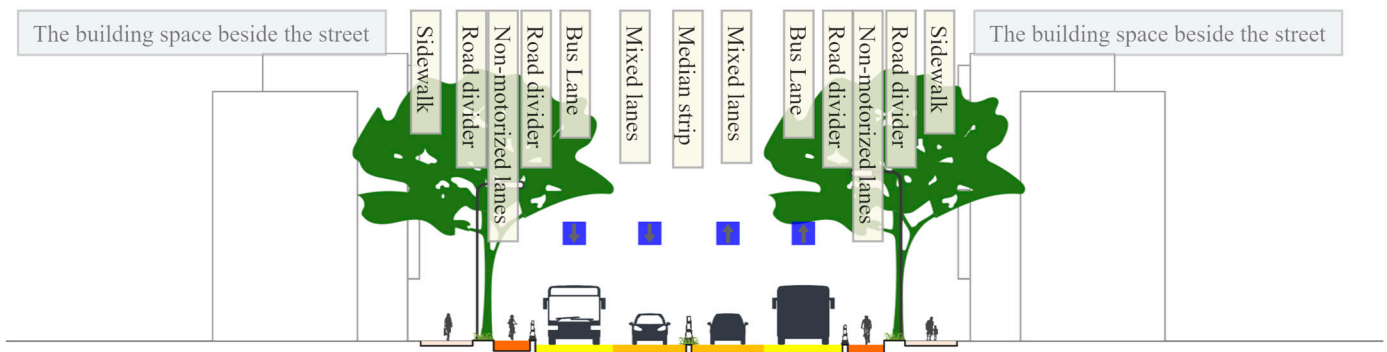 The building space beside the street
Sidewalk
Road divider
Non-motorized lanes
Road divider
Bus Lane
Mixed lanes
Median strip
Mixed lanes
Bus Lane
Road divider
Non-motorized lanes
Road divider
Sidewalk
The building space beside the street